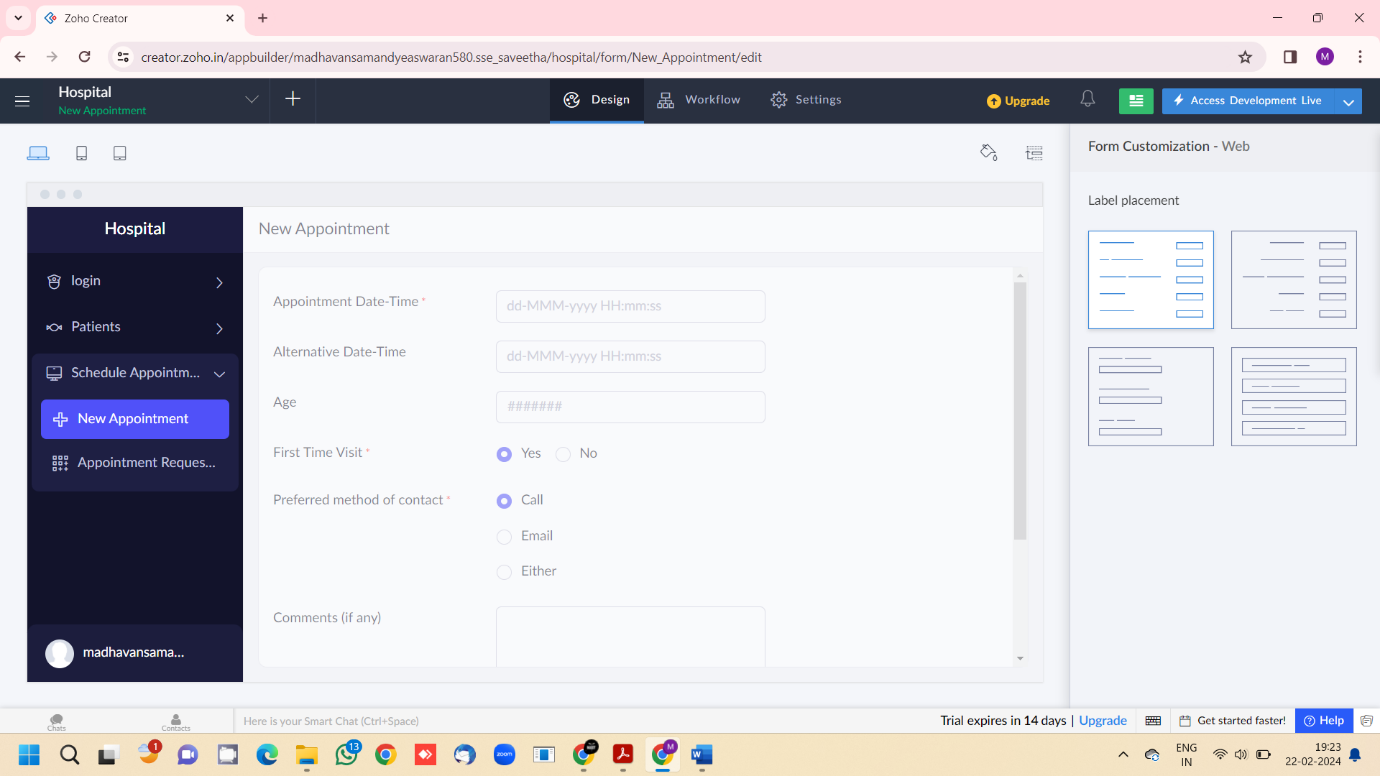 Zoho Creator
creator.zoho.in/appbuilder/madhavansamandyeaswaran580.sse_saveetha/hospital/form/New_Appointment/edit
M
Hospital
New Appointment
Design
Workflow
Settings
Upgrade
Access Development Live
Form Customization - Web
Label placement
Hospital
login
Patients
Schedule Appointm...
New Appointment
Appointment Reques...
madhavansama...
New Appointment
Appointment Date-Time *
dd-MMM-yyyy HH:mm:ss
Alternative Date-Time
dd-MMM-yyyy HH:mm:ss
Age
#######
First Time Visit *
Yes No
Preferred method of contact *
Call
Email
Either
Comments (if any)
Chats
Contacts
Here is your Smart Chat (Ctrl+Space)
Trial expires in 14 days | Upgrade
Get started faster!
Help
1
13
zoom
M
W
ENG
IN
19:23
22-02-2024